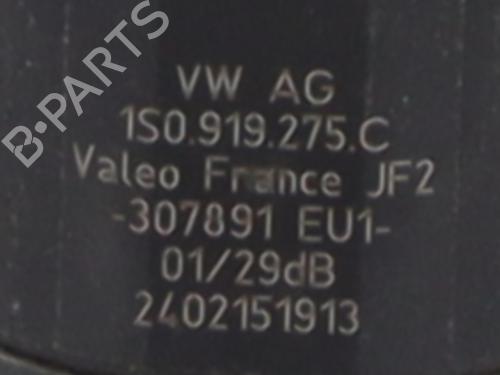 VW AG
1S0.919.275.C
Valeo France JF2
-307891 EU1-
01/29dB
2402151913
B-PARTS